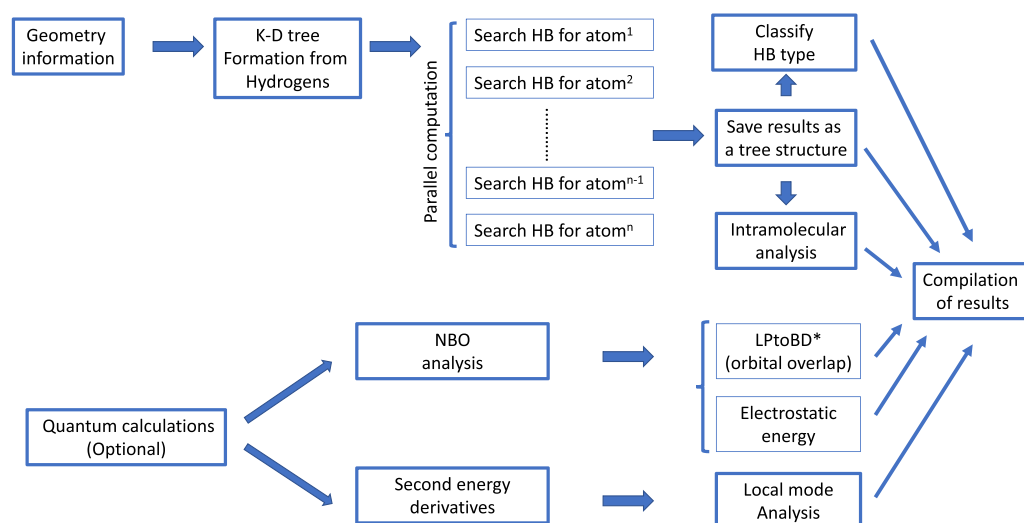 Geometry
information
K-D tree
Formation from
Hydrogens
Parallel computation
Search HB for atom¹
Search HB for atom²
Search HB for atomⁿ⁻¹
Search HB for atomⁿ
Classify
HB type
Save results as
a tree structure
Intramolecular
analysis
Compilation
of results
NBO
analysis
LPtoBD*
(orbital overlap)
Electrostatic
energy
Quantum calculations
(Optional)
Second energy
derivatives
Local mode
Analysis